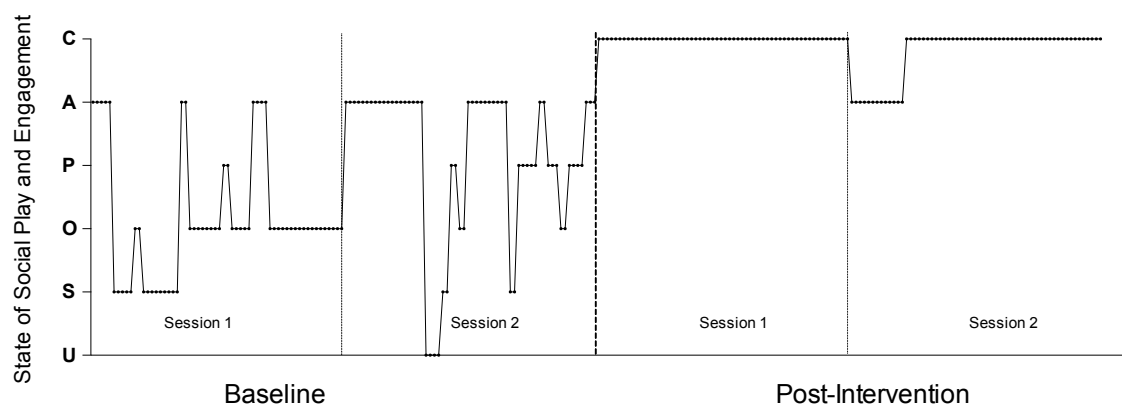 State of Social Play and Engagement
C
A
P
O
S
U
Session 1
Session 2
Session 1
Session 2
Baseline
Post-Intervention